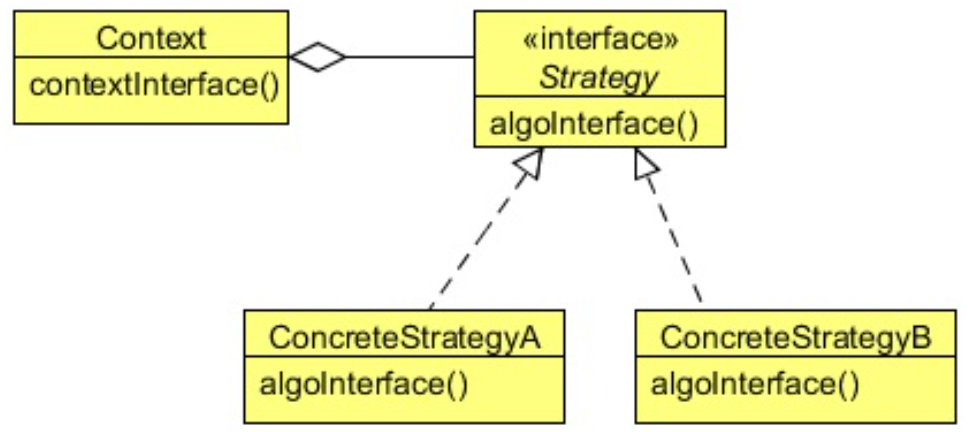 Context
contextInterface()
«interface»
Strategy
algoInterface()
ConcreteStrategyA
algoInterface()
ConcreteStrategyB
algoInterface()